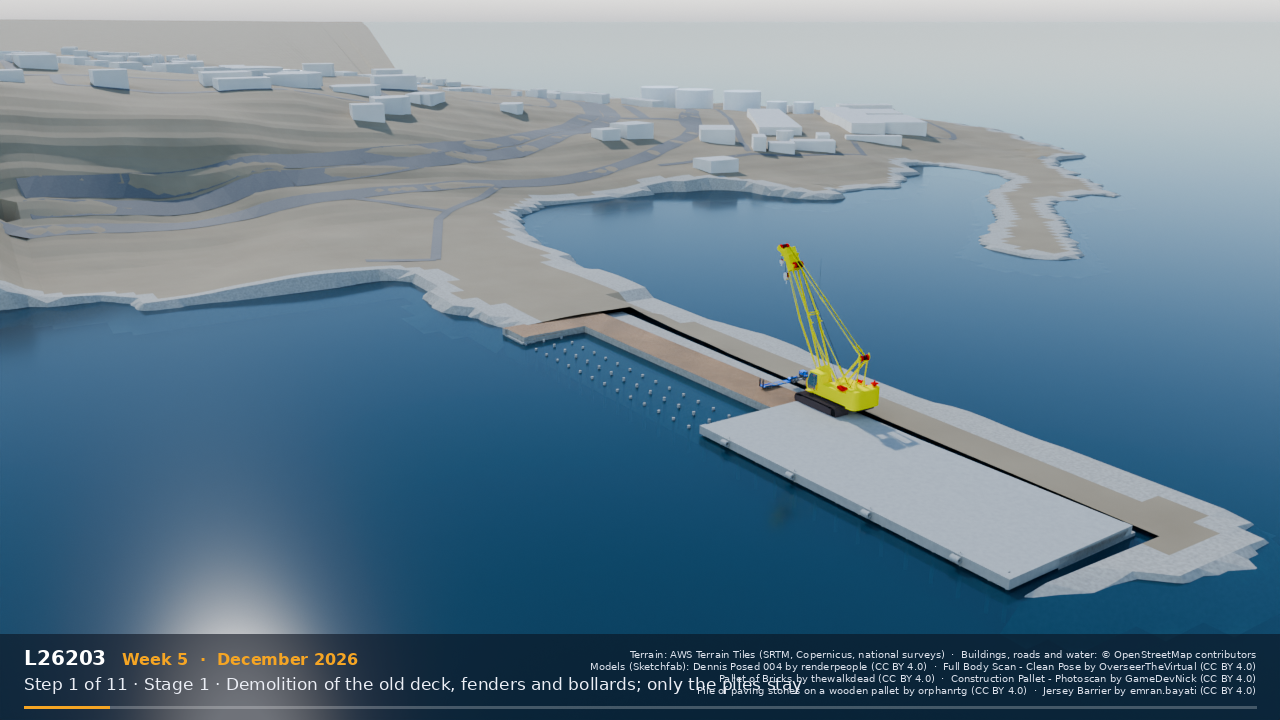 L26203 Week 5 · December 2026
Step 1 of 11 · Stage 1 · Demolition of the old deck, fenders and bollards; only the piles stay
Terrain: AWS Terrain Tiles (SRTM, Copernicus, national surveys) · Buildings, roads and water: © OpenStreetMap contributors
Models (Sketchfab): Dennis Posed 004 by renderpeople (CC BY 4.0) · Full Body Scan - Clean Pose by OverseerTheVirtual (CC BY 4.0)
Pallet of Bricks by thewalkdead (CC BY 4.0) · Construction Pallet - Photoscan by GameDevNick (CC BY 4.0)
Pile of paving stones on a wooden pallet by orphanrtg (CC BY 4.0) · Jersey Barrier by emran.bayati (CC BY 4.0)